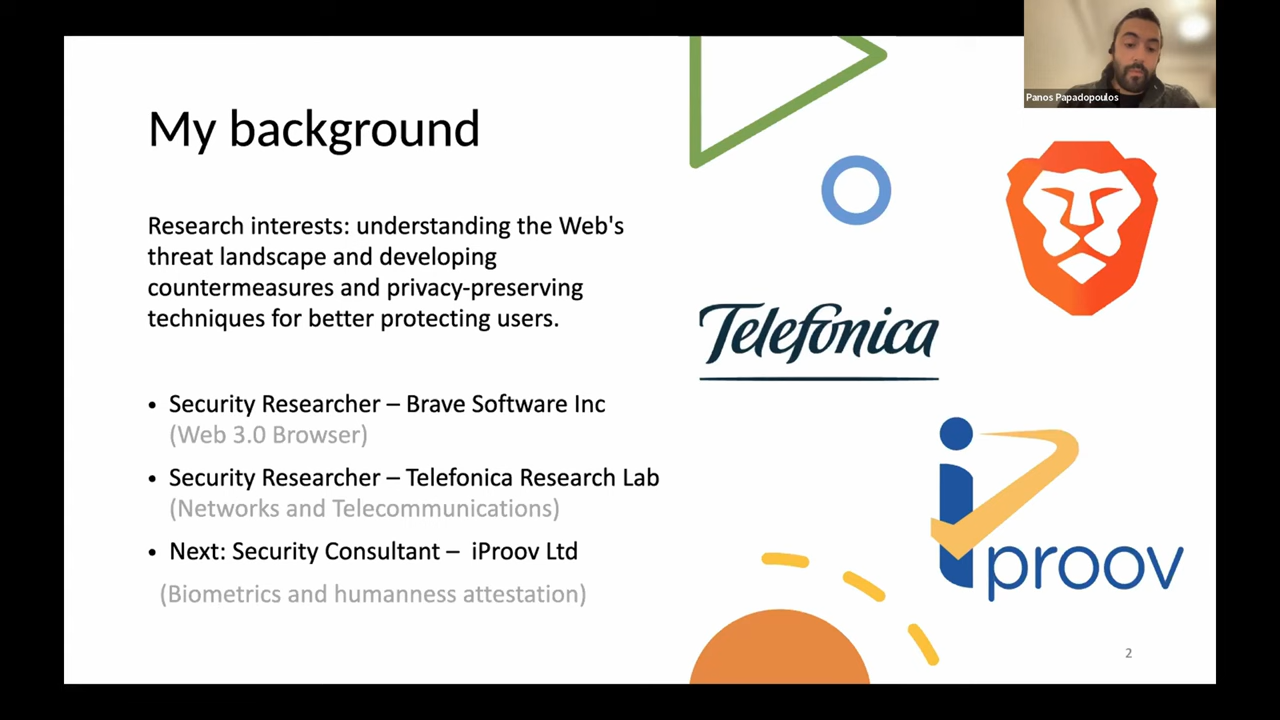 Panos Papadopoulos
My background
Research interests: understanding the Web's
threat landscape and developing
countermeasures and privacy-preserving
techniques for better protecting users.
Telefónica
• Security Researcher – Brave Software Inc
(Web 3.0 Browser)
• Security Researcher – Telefonica Research Lab
(Networks and Telecommunications)
• Next: Security Consultant – iProov Ltd
(Biometrics and humanness attestation)
iproov
2